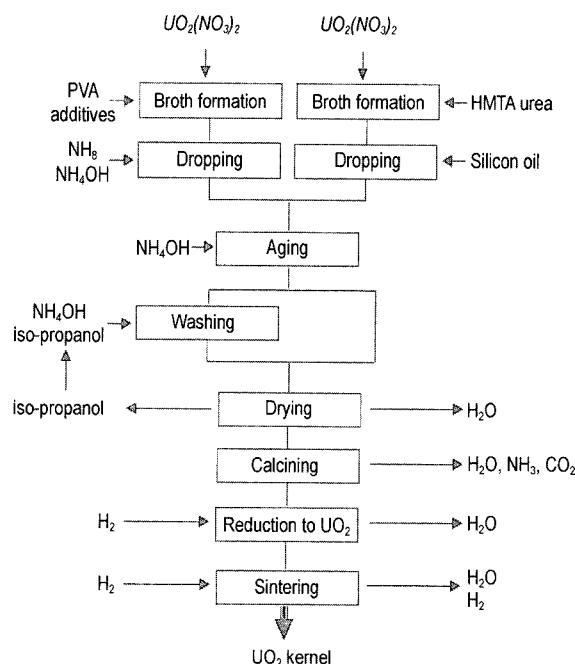 UO₂(NO₃)₂
UO₂(NO₃)₂
PVA
additives
Broth formation
Broth formation
HMTA urea
NH₈
NH₄OH
Dropping
Dropping
Silicon oil
NH₄OH
Aging
NH₄OH
iso-propanol
Washing
iso-propanol
Drying
H₂O
Calcining
H₂O, NH₃, CO₂
H₂
Reduction to UO₂
H₂O
H₂
Sintering
H₂O
H₂
UO₂ kernel